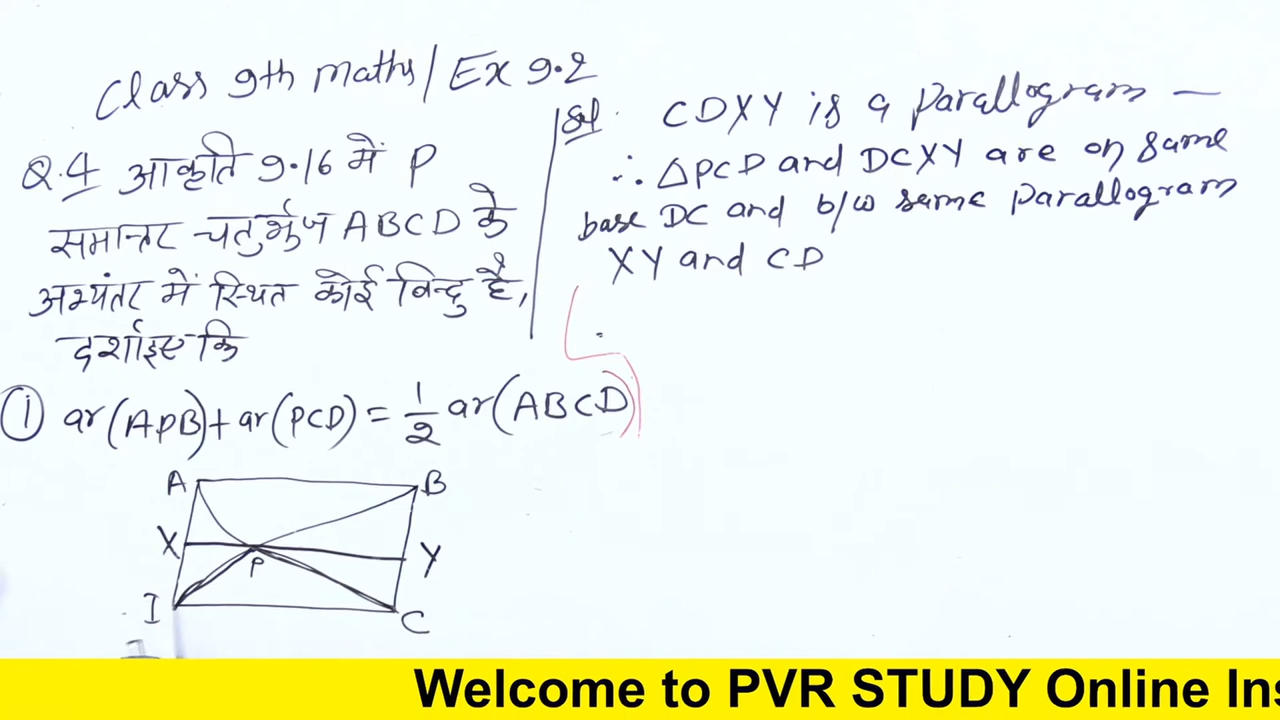 Class 9th maths/Ex 9.2
Q.4 आकृति 9.16 में P
समान्तर चतुर्भुज ABCD के
अभ्यंतर में स्थित कोई बिन्दु है,
दर्शाइए कि
① ar(APB)+ar(PCD)=1/2 ar(ABCD)
A B
X P Y
I C
Sol. CDXY is a Parallogram —
∴ △PCD and DCXY are on same
base DC and b/w same Parallogram
XY and CD
Welcome to PVR STUDY Online Ins